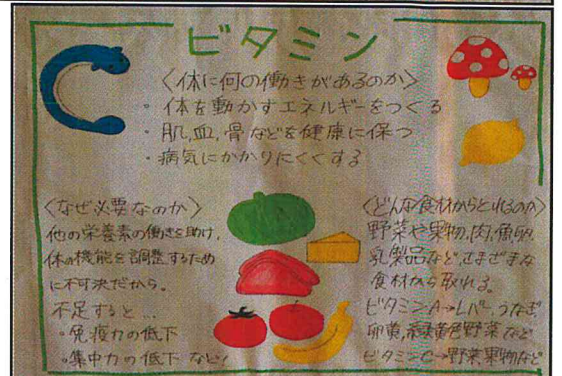 ビタミン
〈体に何の働きがあるのか〉
・体を動かすエネルギーをつくる
・肌,血,骨などを健康に保つ
・病気にかかりにくくする
〈なぜ必要なのか〉
他の栄養素の働きを助け,
体の機能を調整するため
に不可決だから。
不足すると…
・免疫力の低下
・集中力の低下 など!
〈どんな食材からとれるのか〉
野菜や果物,肉,魚,卵,
乳製品など,さまざまな
食材から取れる。
ビタミンA→レバー,うなぎ,
卵黄,緑黄色野菜など
ビタミンC→野菜,果物など